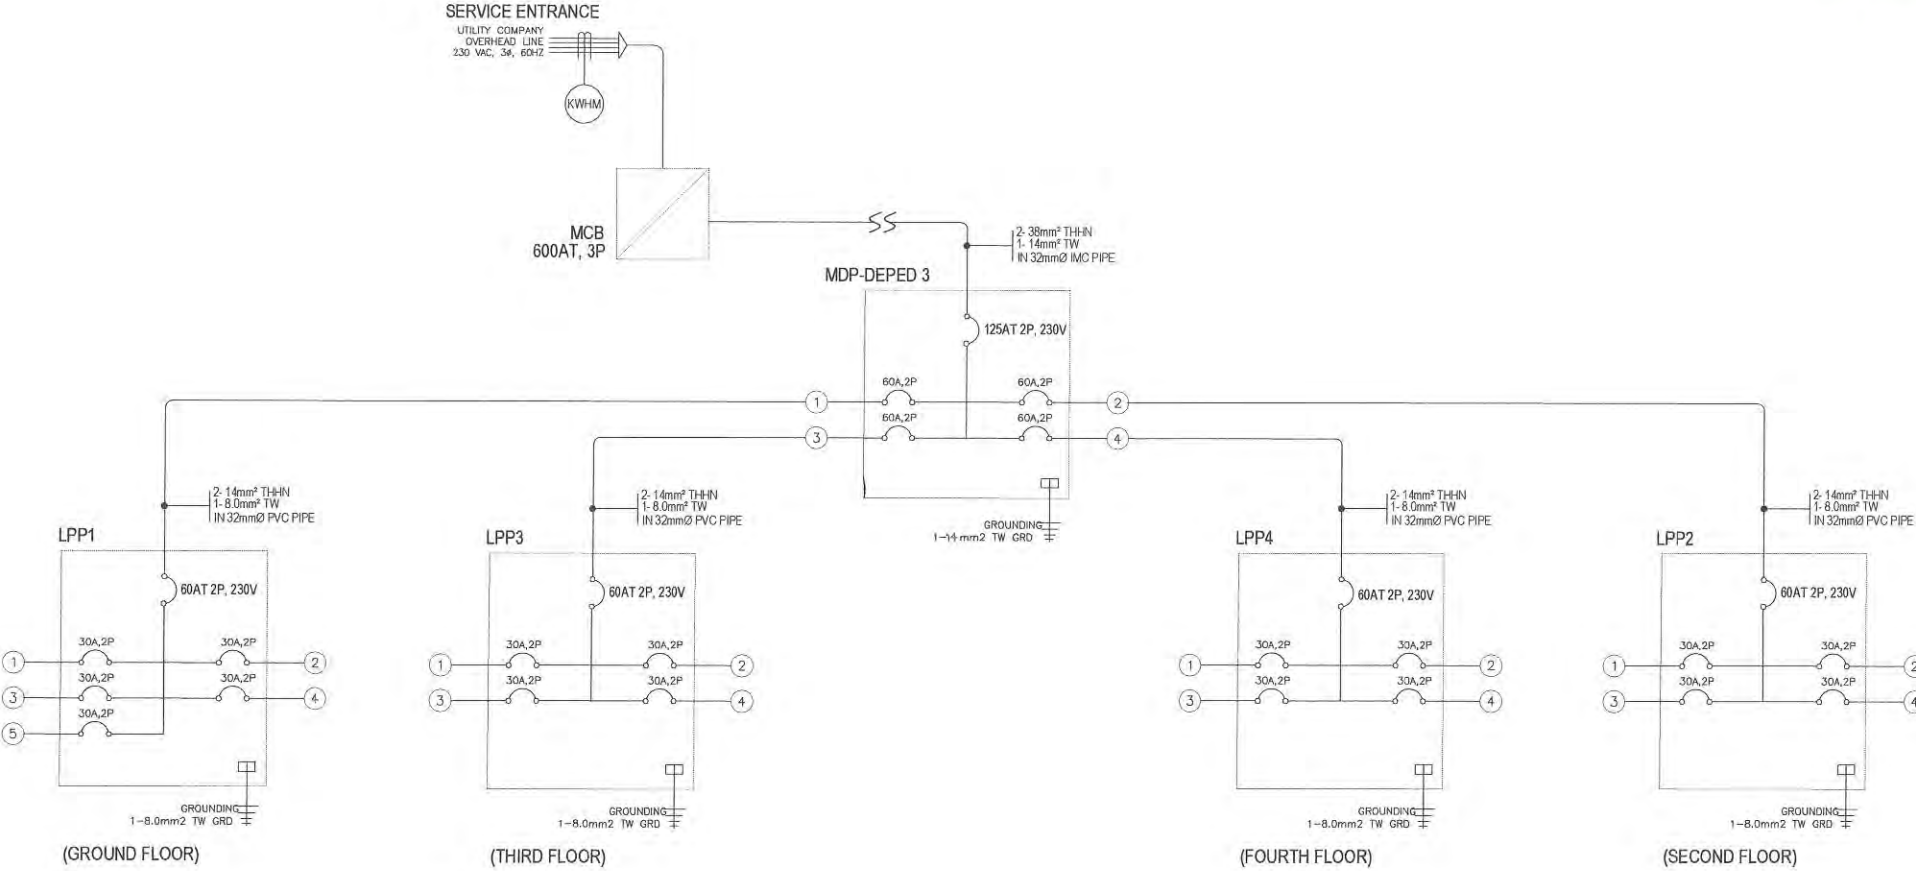 SERVICE ENTRANCE
UTILITY COMPANY
OVERHEAD LINE
230 VAC, 3ø, 60HZ
KWHM
MCB
600AT, 3P
2- 38mm² THHN
1- 14mm² TW
IN 32mmØ IMC PIPE
MDP-DEPED 3
125AT 2P, 230V
60A,2P
60A,2P
1
2
60A,2P
60A,2P
3
4
GROUNDING
1-14 mm2 TW GRD
2- 14mm² THHN
1- 8.0mm² TW
IN 32mmØ PVC PIPE
LPP1
60AT 2P, 230V
30A,2P
30A,2P
1
2
30A,2P
30A,2P
3
4
30A,2P
5
GROUNDING
1-8.0mm2 TW GRD
(GROUND FLOOR)
2- 14mm² THHN
1- 8.0mm² TW
IN 32mmØ PVC PIPE
LPP3
60AT 2P, 230V
30A,2P
30A,2P
1
2
30A,2P
30A,2P
3
4
GROUNDING
1-8.0mm2 TW GRD
(THIRD FLOOR)
2- 14mm² THHN
1- 8.0mm² TW
IN 32mmØ PVC PIPE
LPP4
60AT 2P, 230V
30A,2P
30A,2P
1
2
30A,2P
30A,2P
3
4
GROUNDING
1-8.0mm2 TW GRD
(FOURTH FLOOR)
2- 14mm² THHN
1- 8.0mm² TW
IN 32mmØ PVC PIPE
LPP2
60AT 2P, 230V
30A,2P
30A,2P
1
2
30A,2P
30A,2P
3
4
GROUNDING
1-8.0mm2 TW GRD
(SECOND FLOOR)